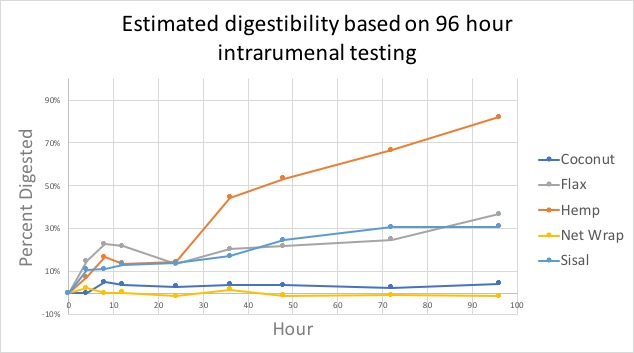 Estimated digestibility based on 96 hour
intrarumenal testing
90%
70%
50%
30%
10%
-10%
Percent Digested
0 10 20 30 40 50 60 70 80 90 100
Hour
Coconut
Flax
Hemp
Net Wrap
Sisal